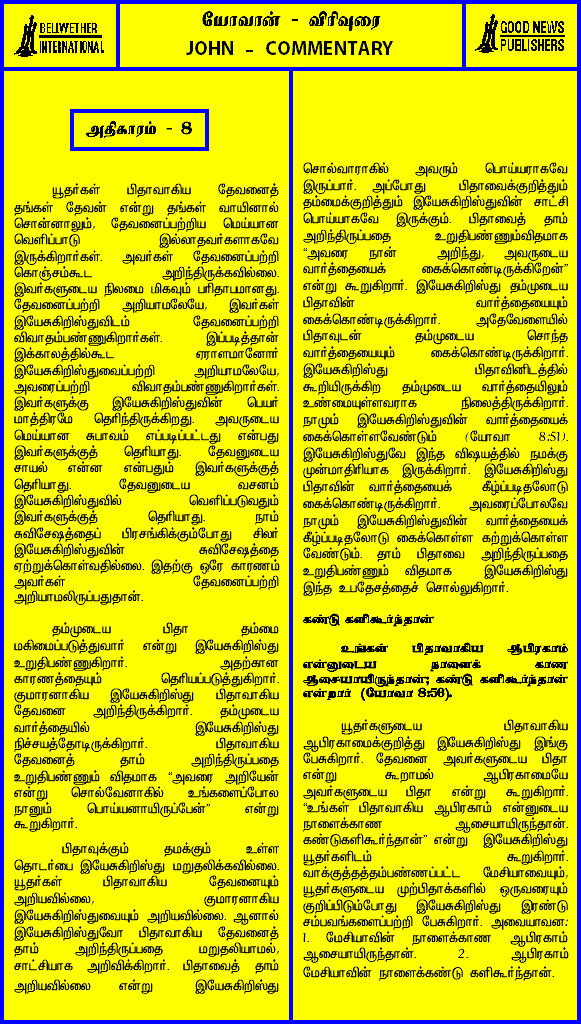 BELWETHER
INTERNATIONAL
யோவான் - விரிவுரை
JOHN - COMMENTARY
GOOD NEWS
PUBLISHERS
அதிகாரம் - 8
யூதர்கள் பிதாவாகிய தேவனைத்
தங்கள் தேவன் என்று தங்கள் வாயினால்
சொன்னாலும், தேவனைப்பற்றிய மெய்யான
வெளிப்பாடு இல்லாதவர்களாகவே
இருக்கிறார்கள். அவர்கள் தேவனைப்பற்றி
கொஞ்சம்கூட அறிந்திருக்கவில்லை.
இவர்களுடைய நிலமை மிகவும் பரிதாபமானது.
தேவனைப்பற்றி அறியாமலேயே, இவர்கள்
இயேசுகிறிஸ்துவிடம் தேவனைப்பற்றி
விவாதம்பண்ணுகிறார்கள். இப்படித்தான்
இக்காலத்தில்கூட ஏராளமானோர்
இயேசுகிறிஸ்துவைப்பற்றி அறியாமலேயே,
அவரைப்பற்றி விவாதம்பண்ணுகிறார்கள்.
இவர்களுக்கு இயேசுகிறிஸ்துவின் பெயர்
மாத்திரமே தெரிந்திருக்கிறது. அவருடைய
மெய்யான சுபாவம் எப்படிப்பட்டது என்பது
இவர்களுக்குத் தெரியாது. தேவனுடைய
சாயல் என்ன என்பதும் இவர்களுக்குத்
தெரியாது. தேவனுடைய வசனம்
இயேசுகிறிஸ்துவில் வெளிப்படுவதும்
இவர்களுக்குத் தெரியாது. நாம்
சுவிசேஷத்தைப் பிரசங்கிக்கும்போது சிலர்
இயேசுகிறிஸ்துவின் சுவிசேஷத்தை
ஏற்றுக்கொள்வதில்லை. இதற்கு ஒரே காரணம்
அவர்கள் தேவனைப்பற்றி
அறியாமலிருப்பதுதான்.
தம்முடைய பிதா தம்மை
மகிமைப்படுத்துவார் என்று இயேசுகிறிஸ்து
உறுதிபண்ணுகிறார். அதற்கான
காரணத்தையும் தெரியப்படுத்துகிறார்.
குமாரனாகிய இயேசுகிறிஸ்து பிதாவாகிய
தேவனை அறிந்திருக்கிறார். தம்முடைய
வார்த்தையில் இயேசுகிறிஸ்து
நிச்சயத்தோடிருக்கிறார். பிதாவாகிய
தேவனைத் தாம் அறிந்திருப்பதை
உறுதிபண்ணும் விதமாக “அவரை அறியேன்
என்று சொல்வேனாகில் உங்களைப்போல
நானும் பொய்யனாயிருப்பேன்” என்று
கூறுகிறார்.
பிதாவுக்கும் தமக்கும் உள்ள
தொடர்பை இயேசுகிறிஸ்து மறுதலிக்கவில்லை.
யூதர்கள் பிதாவாகிய தேவனையும்
அறியவில்லை, குமாரனாகிய
இயேசுகிறிஸ்துவையும் அறியவில்லை. ஆனால்
இயேசுகிறிஸ்துவோ பிதாவாகிய தேவனைத்
தாம் அறிந்திருப்பதை மறுதலியாமல்,
சாட்சியாக அறிவிக்கிறார். பிதாவைத் தாம்
அறியவில்லை என்று இயேசுகிறிஸ்து
சொல்வாராகில் அவரும் பொய்யராகவே
இருப்பார். அப்போது பிதாவைக்குறித்தும்
தம்மைக்குறித்தும் இயேசுகிறிஸ்துவின் சாட்சி
பொய்யாகவே இருக்கும். பிதாவைத் தாம்
அறிந்திருப்பதை உறுதிபண்ணும்விதமாக
“அவரை நான் அறிந்து, அவருடைய
வார்த்தையைக் கைக்கொண்டிருக்கிறேன்”
என்று கூறுகிறார். இயேசுகிறிஸ்து தம்முடைய
பிதாவின் வார்த்தையையும்
கைக்கொண்டிருக்கிறார். அதேவேளையில்
பிதாவுடன் தம்முடைய சொந்த
வார்த்தையையும் கைக்கொண்டிருக்கிறார்.
இயேசுகிறிஸ்து பிதாவினிடத்தில்
கூறியிருக்கிற தம்முடைய வார்த்தையிலும்
உண்மையுள்ளவராக நிலைத்திருக்கிறார்.
நாமும் இயேசுகிறிஸ்துவின் வார்த்தையைக்
கைக்கொள்ளவேண்டும் (யோவா 8:51).
இயேசுகிறிஸ்துவே இந்த விஷயத்தில் நமக்கு
முன்மாதிரியாக இருக்கிறார். இயேசுகிறிஸ்து
பிதாவின் வார்த்தையைக் கீழ்ப்படிதலோடு
கைக்கொண்டிருக்கிறார். அவரைப்போலவே
நாமும் இயேசுகிறிஸ்துவின் வார்த்தையைக்
கீழ்ப்படிதலோடு கைக்கொள்ள கற்றுக்கொள்ள
வேண்டும். தாம் பிதாவை அறிந்திருப்பதை
உறுதிபண்ணும் விதமாக இயேசுகிறிஸ்து
இந்த உபதேசத்தைச் சொல்லுகிறார்.
கண்டு களிகூர்ந்தான்
உங்கள் பிதாவாகிய ஆபிரகாம்
என்னுடைய நாளைக் காண
ஆசையாயிருந்தான்; கண்டு களிகூர்ந்தான்
என்றார் (யோவா 8:56).
யூதர்களுடைய பிதாவாகிய
ஆபிரகாமைக்குறித்து இயேசுகிறிஸ்து இங்கு
பேசுகிறார். தேவனை அவர்களுடைய பிதா
என்று கூறாமல் ஆபிரகாமையே
அவர்களுடைய பிதா என்று கூறுகிறார்.
“உங்கள் பிதாவாகிய ஆபிரகாம் என்னுடைய
நாளைக்காண ஆசையாயிருந்தான்.
கண்டுகளிகூர்ந்தான்” என்று இயேசுகிறிஸ்து
யூதர்களிடம் கூறுகிறார்.
வாக்குத்தத்தம்பண்ணப்பட்ட மேசியாவையும்,
யூதர்களுடைய முற்பிதாக்களில் ஒருவரையும்
குறிப்பிடும்போது இயேசுகிறிஸ்து இரண்டு
சம்பவங்களைப்பற்றி பேசுகிறார். அவையாவன:
1. மேசியாவின் நாளைக்காண ஆபிரகாம்
ஆசையாயிருந்தான். 2. ஆபிரகாம்
மேசியாவின் நாளைக்கண்டு களிகூர்ந்தான்.